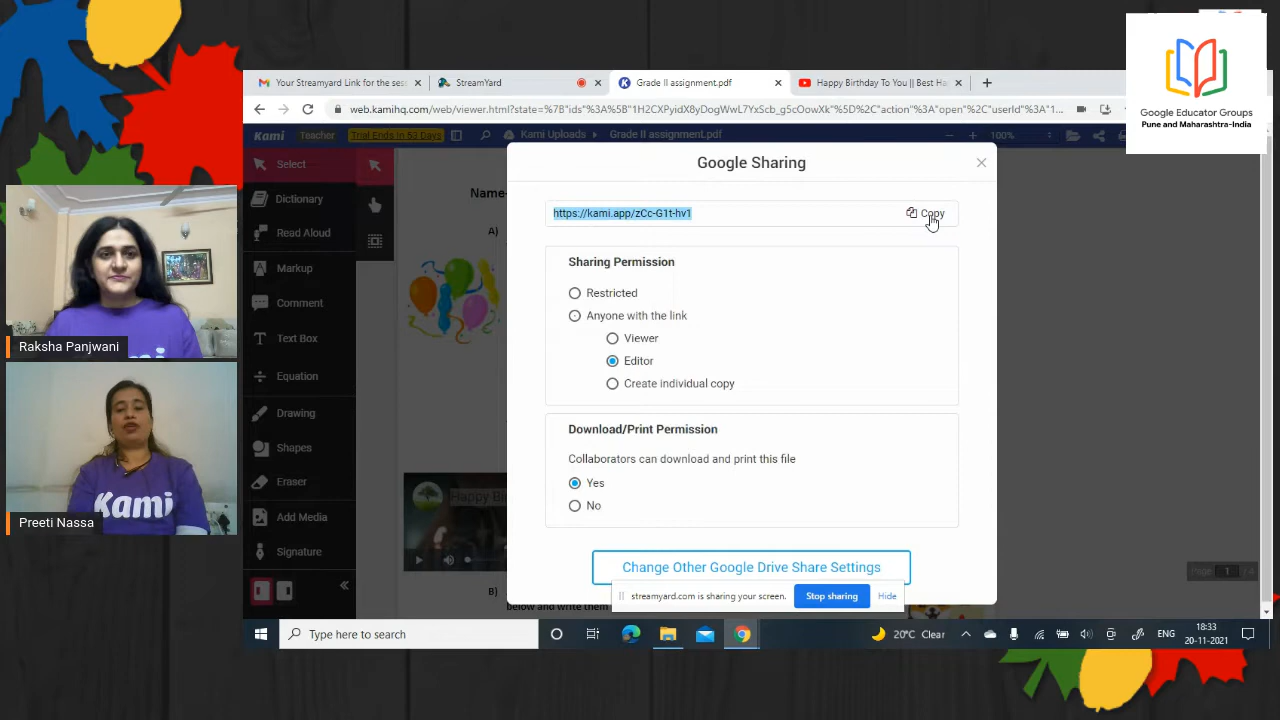 Google Educator Groups
Pune and Maharashtra-India
Your Streamyard Link for the ses
StreamYard
Grade II assignment.pdf
Happy Birthday To You || Best Ha
web.kamihq.com/web/viewer.html?state=%7B"ids"%3A%5B"1H2CXPyidX8yDogWwL7YxScb_g5cOowXk"%5D%2C"action"%3A"open"%2C"userId"%3A"1...
Kami Teacher Trial Ends in 53 Days
Kami Uploads
Grade II assignment.pdf
100%
Select
Dictionary
Read Aloud
Markup
Comment
Text Box
Equation
Drawing
Shapes
Eraser
Add Media
Signature
Name-
A)
Happy Bi
B)
below and write them
Google Sharing
https://kami.app/zCc-G1t-hv1
Copy
Sharing Permission
Restricted
Anyone with the link
Viewer
Editor
Create individual copy
Download/Print Permission
Collaborators can download and print this file
Yes
No
Change Other Google Drive Share Settings
streamyard.com is sharing your screen.
Stop sharing
Hide
Page 1 / 4
Raksha Panjwani
Kami
Preeti Nassa
Type here to search
20°C Clear
ENG
18:33
20-11-2021